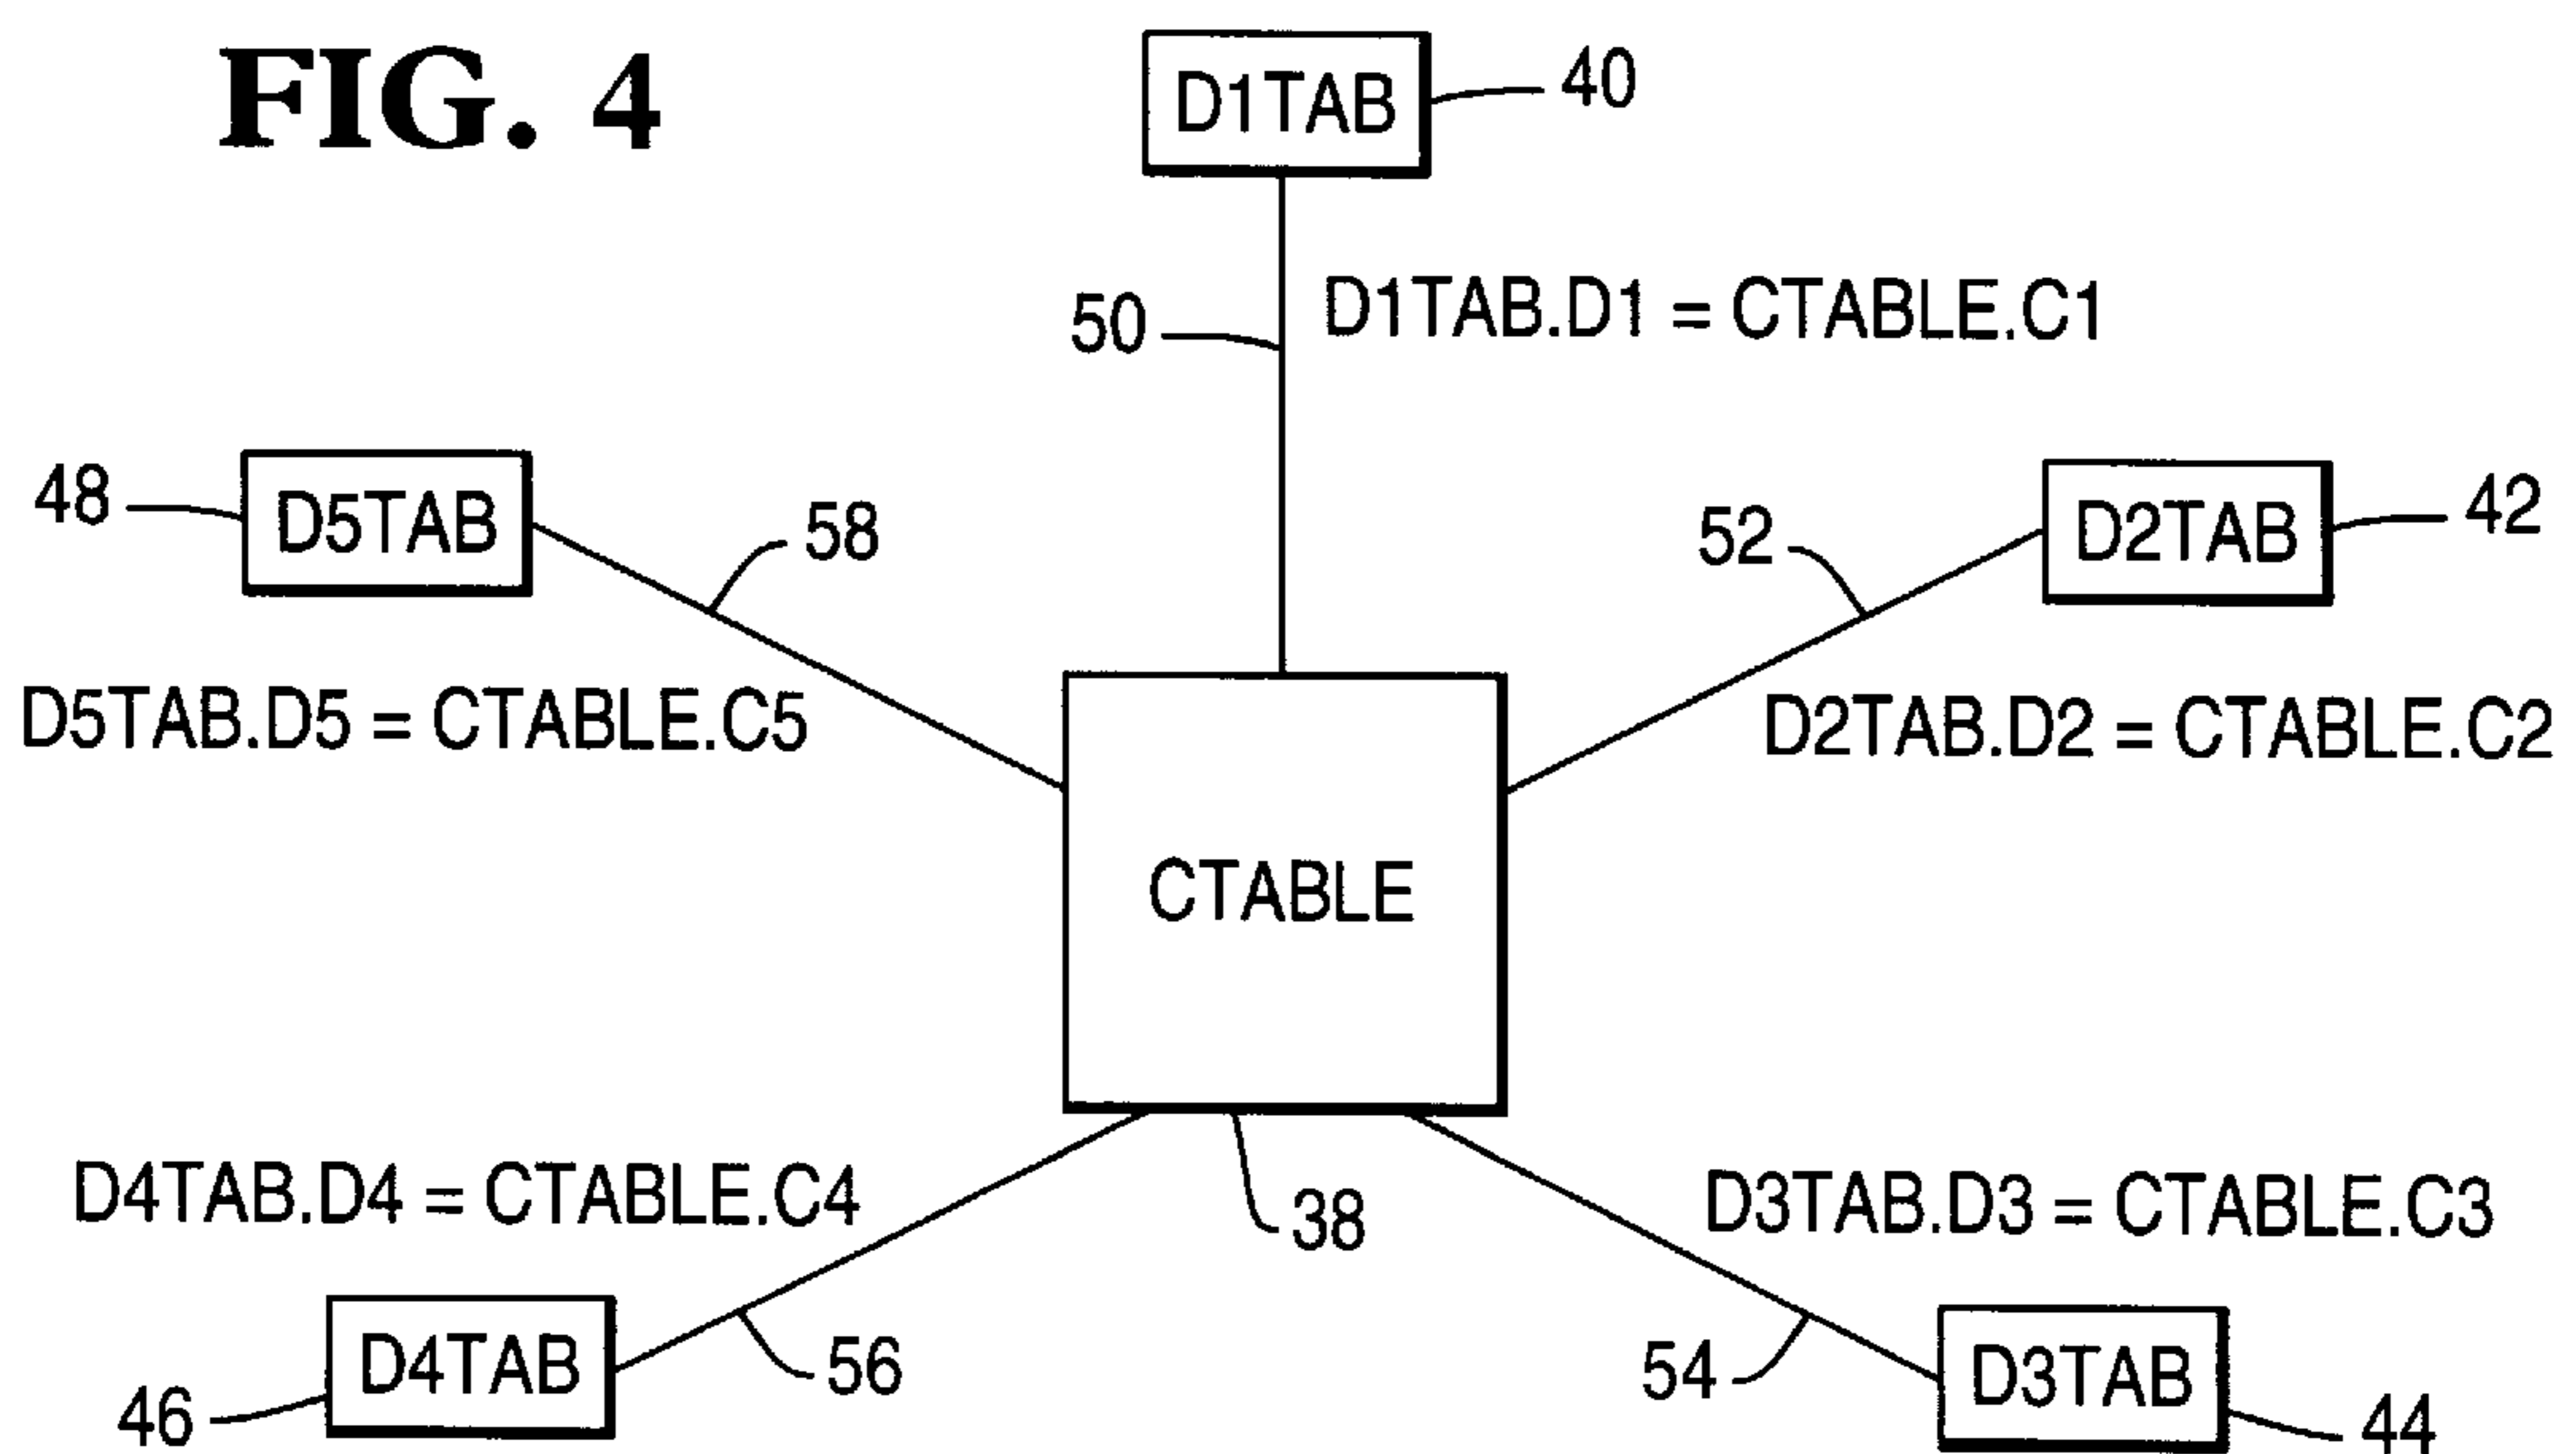 FIG. 4
D1TAB
40
50
D1TAB.D1 = CTABLE.C1
48
D5TAB
58
52
D2TAB
42
D5TAB.D5 = CTABLE.C5
D2TAB.D2 = CTABLE.C2
CTABLE
D4TAB.D4 = CTABLE.C4
38
D3TAB.D3 = CTABLE.C3
46
D4TAB
56
54
D3TAB
44